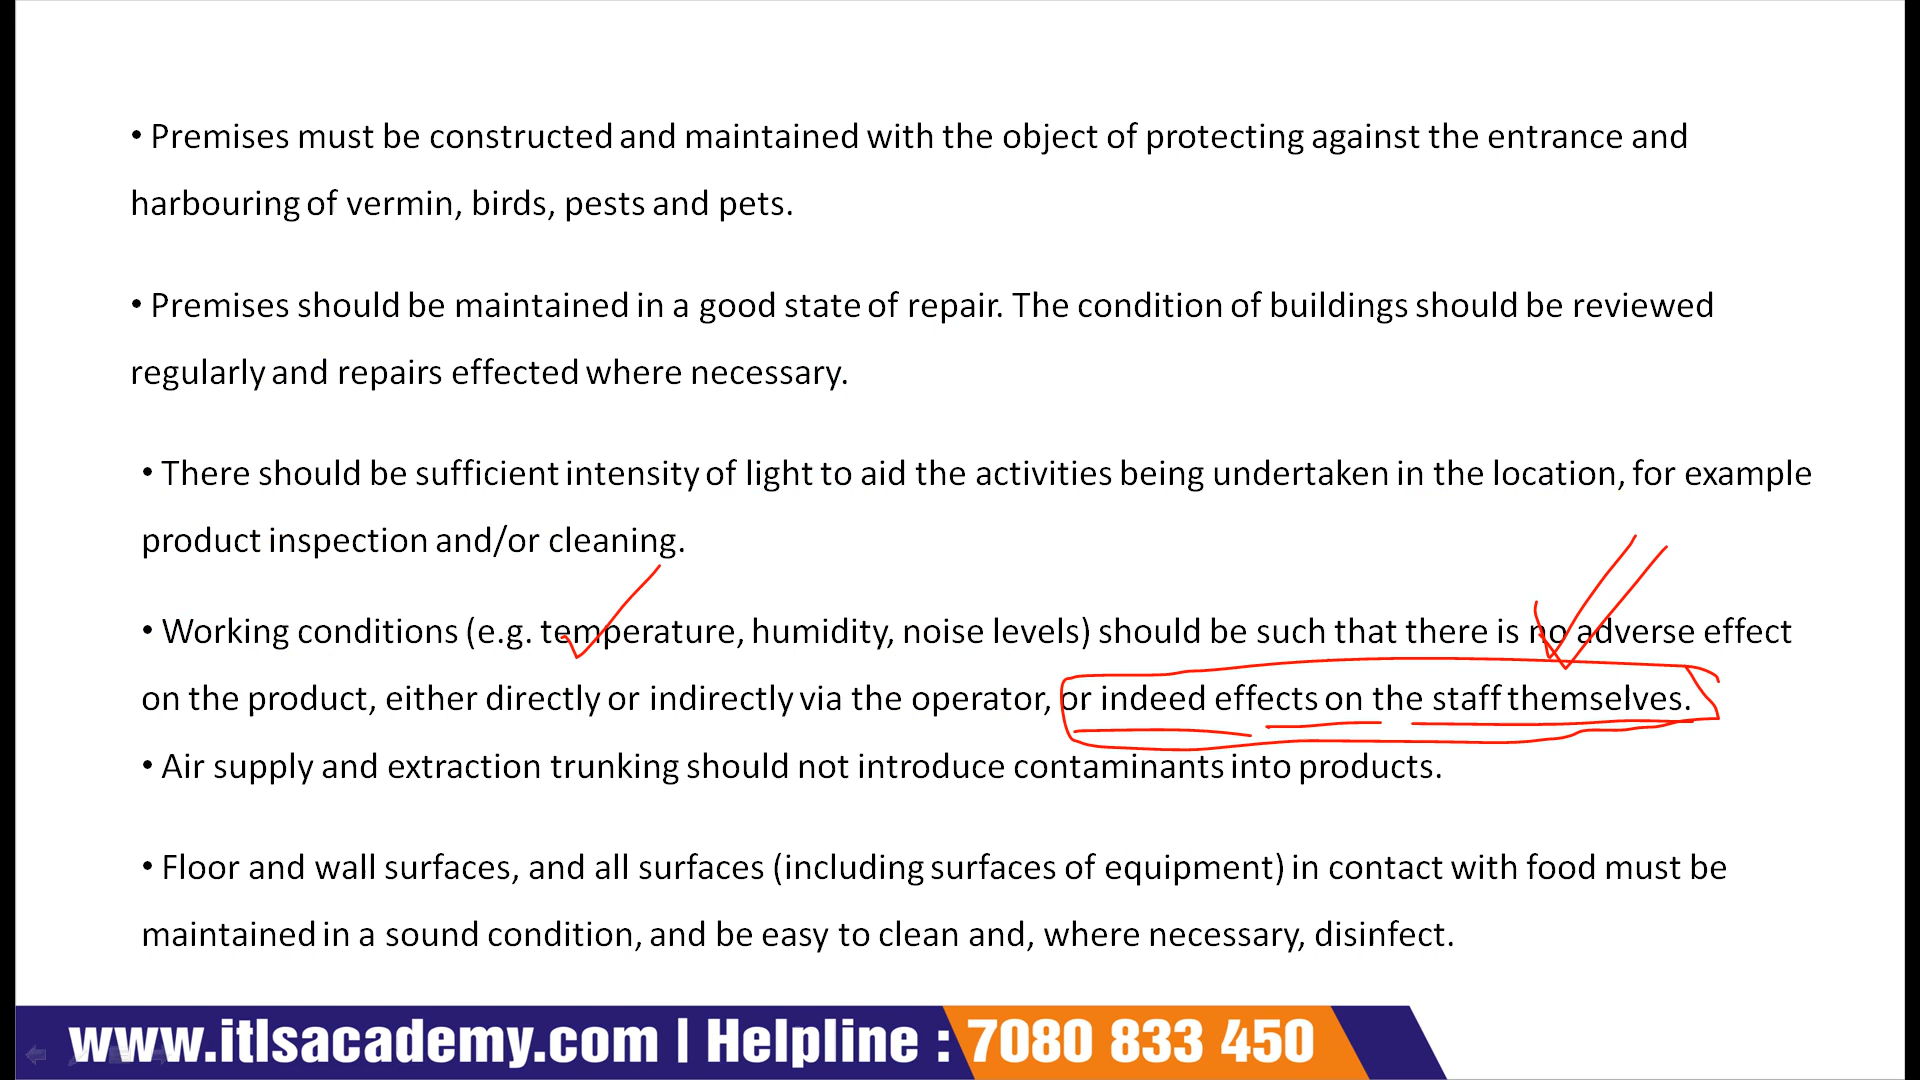 • Premises must be constructed and maintained with the object of protecting against the entrance and
harbouring of vermin, birds, pests and pets.
• Premises should be maintained in a good state of repair. The condition of buildings should be reviewed
regularly and repairs effected where necessary.
• There should be sufficient intensity of light to aid the activities being undertaken in the location, for example
product inspection and/or cleaning.
• Working conditions (e.g. temperature, humidity, noise levels) should be such that there is no adverse effect
on the product, either directly or indirectly via the operator, or indeed effects on the staff themselves.
• Air supply and extraction trunking should not introduce contaminants into products.
• Floor and wall surfaces, and all surfaces (including surfaces of equipment) in contact with food must be
maintained in a sound condition, and be easy to clean and, where necessary, disinfect.
www.itlsacademy.com | Helpline : 7080 833 450